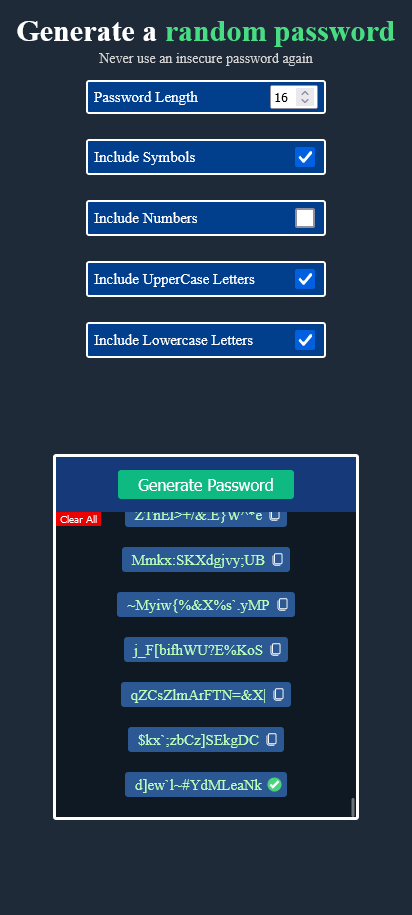 Generate a random password
Never use an insecure password again
Password Length 16
Include Symbols
Include Numbers
Include UpperCase Letters
Include Lowercase Letters
Generate Password
Clear All
Mmkx:SKXdgjvy;UB
~Myiw{%&X%s`.yMP
j_F[bifhWU?E%KoS
qZCsZlmArFTN=&X|
$kx`;zbCz]SEkgDC
d]ew`l~#YdMLeaNk